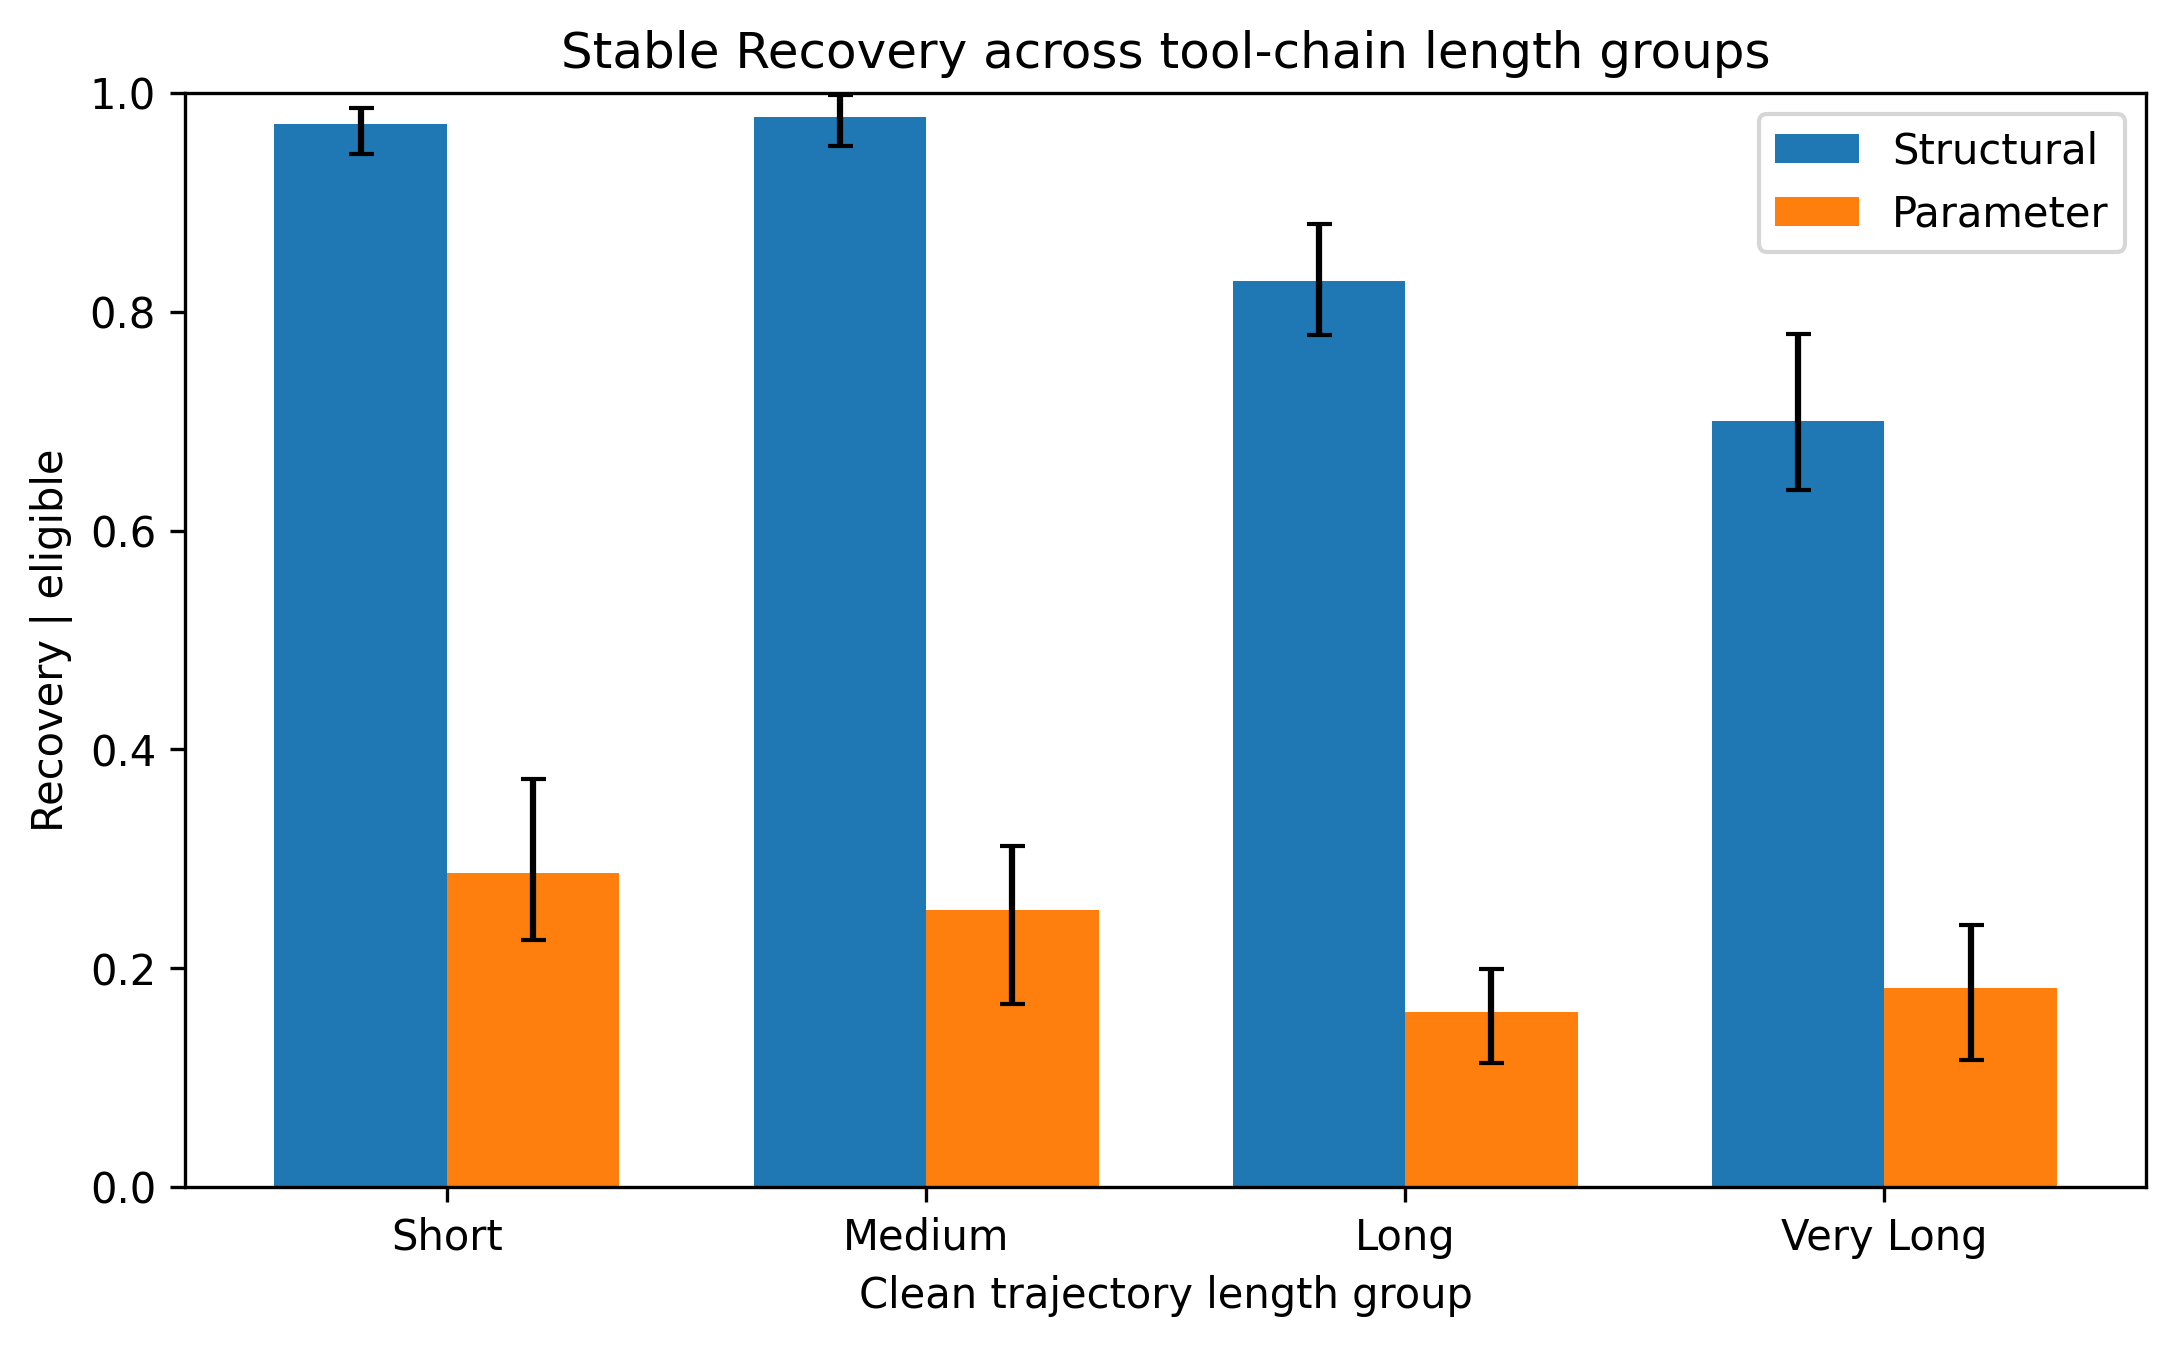 Stable Recovery across tool-chain length groups
Structural
Parameter
Recovery | eligible
1.0
0.8
0.6
0.4
0.2
0.0
Short
Medium
Long
Very Long
Clean trajectory length group